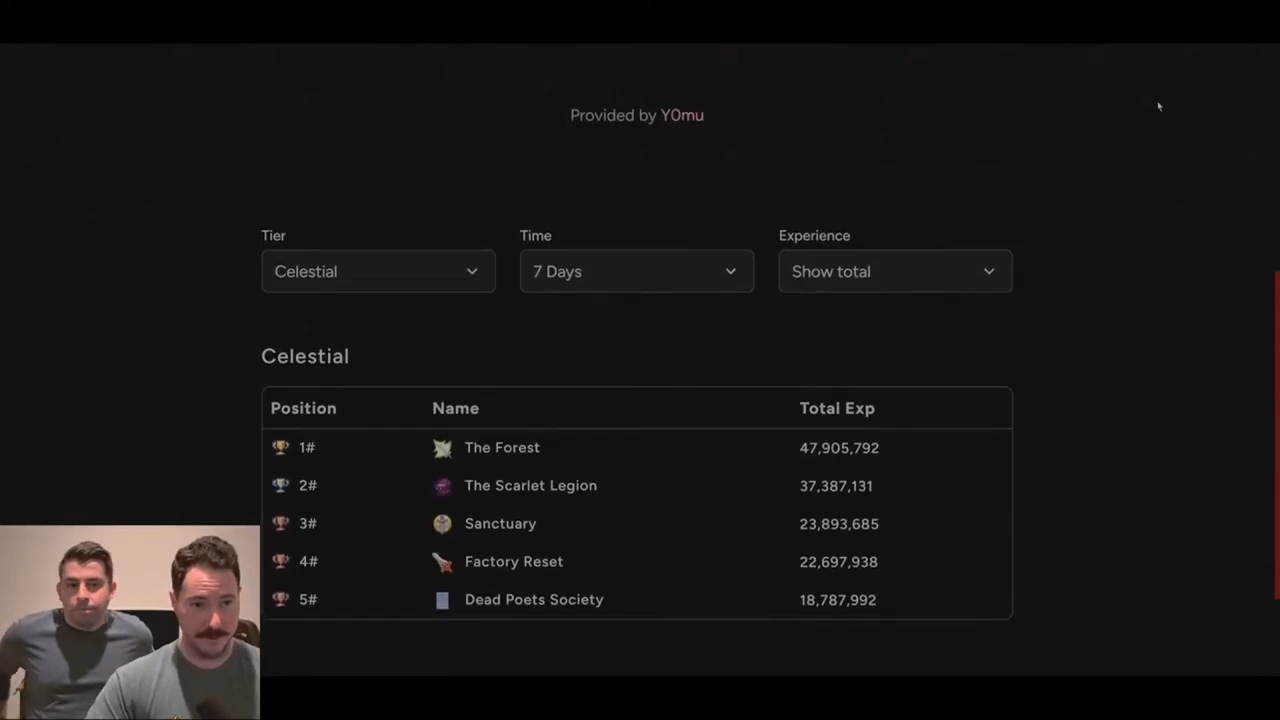 Provided by Y0mu
Tier
Time
Experience
Celestial
7 Days
Show total
Celestial
Position Name Total Exp
1# The Forest 47,905,792
2# The Scarlet Legion 37,387,131
3# Sanctuary 23,893,685
4# Factory Reset 22,697,938
5# Dead Poets Society 18,787,992